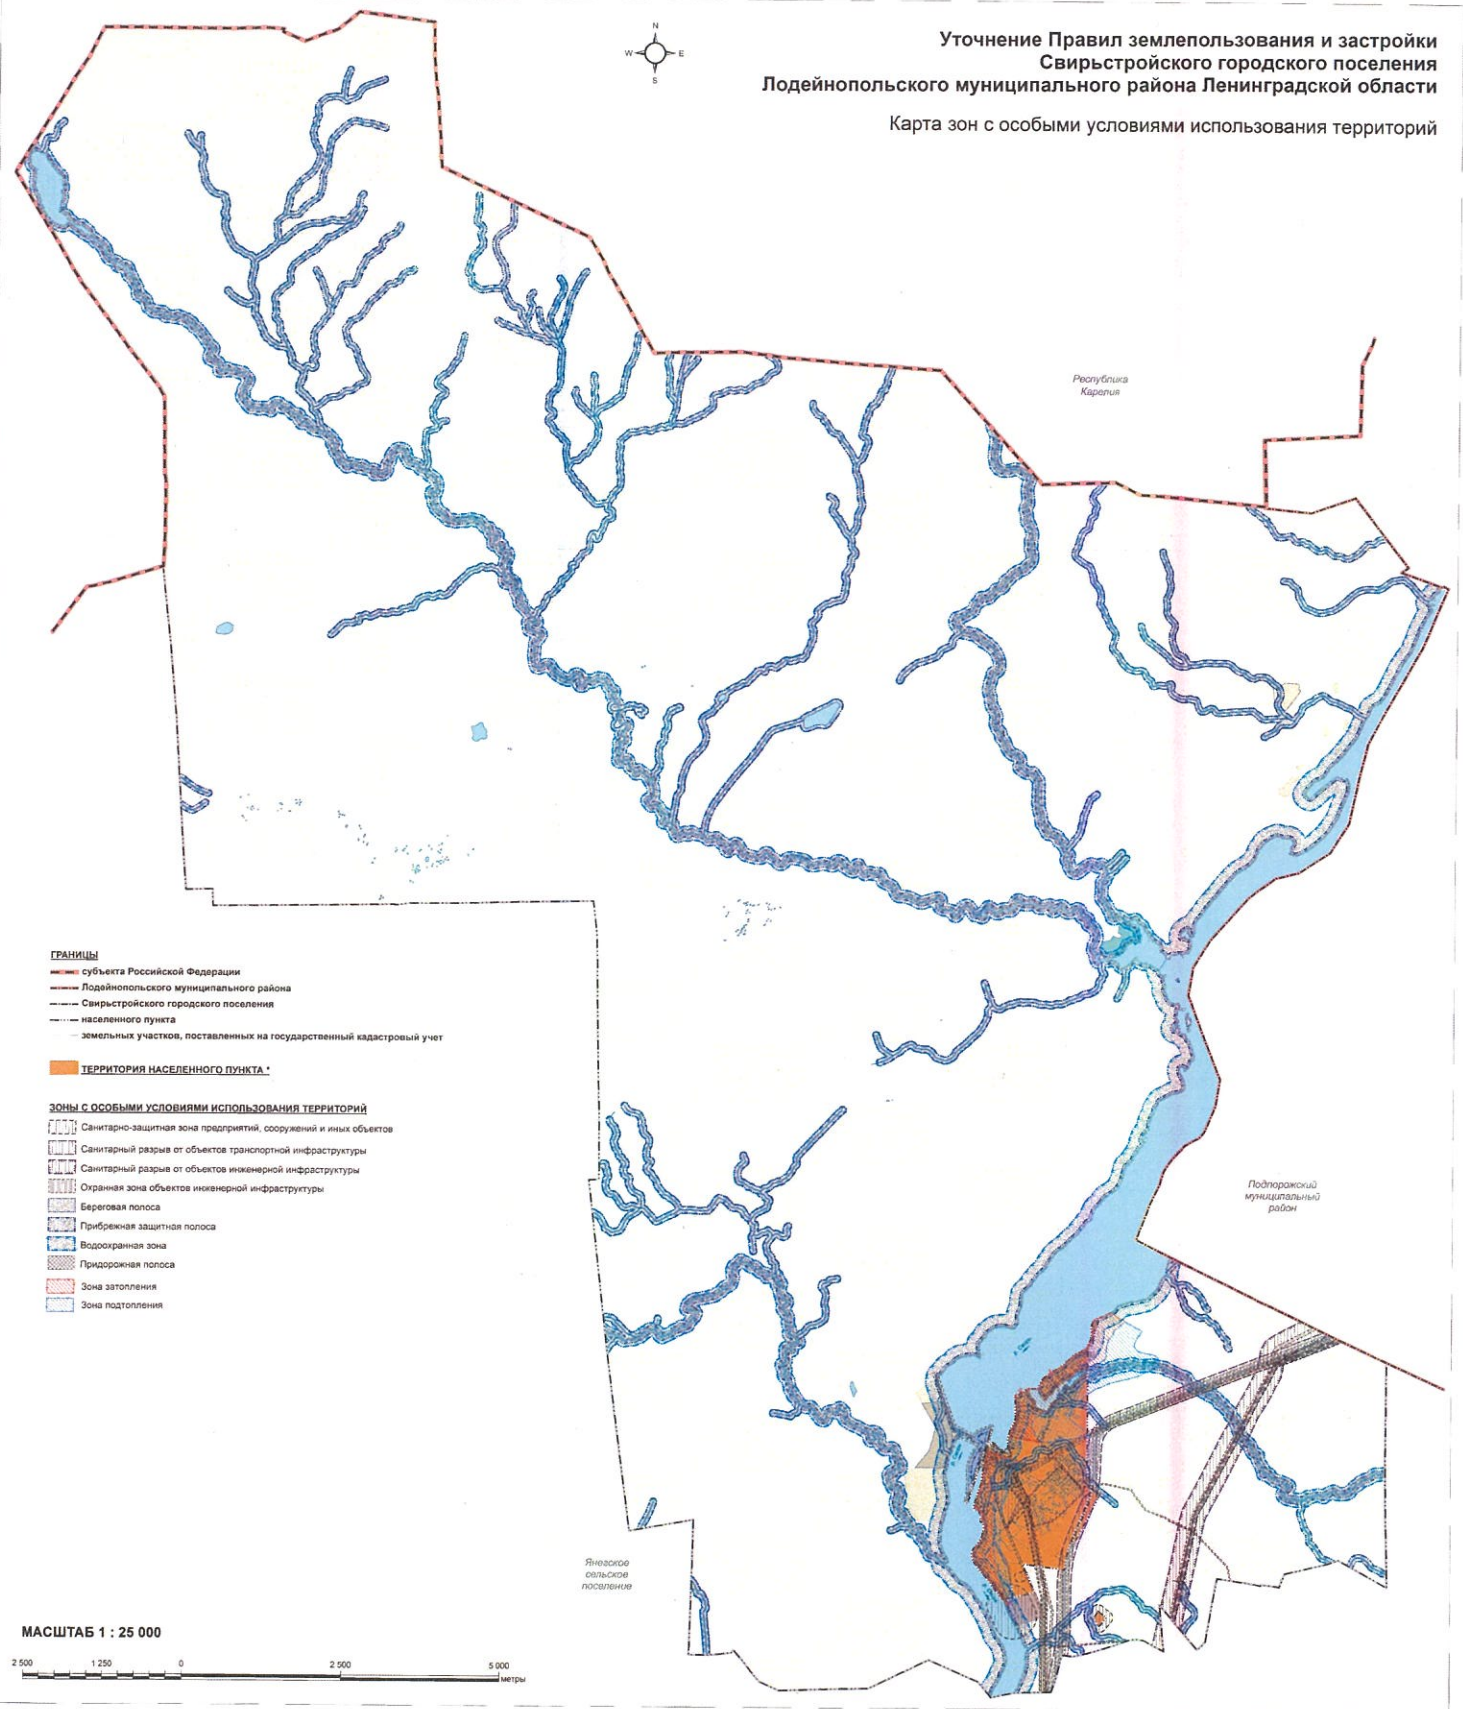 N
W E
S
Уточнение Правил землепользования и застройки
Свирьстройского городского поселения
Лодейнопольского муниципального района Ленинградской области
Карта зон с особыми условиями использования территорий
Республика
Карелия
ГРАНИЦЫ
субъекта Российской Федерации
Лодейнопольского муниципального района
Свирьстройского городского поселения
населенного пункта
земельных участков, поставленных на государственный кадастровый учет
ТЕРРИТОРИЯ НАСЕЛЕННОГО ПУНКТА *
ЗОНЫ С ОСОБЫМИ УСЛОВИЯМИ ИСПОЛЬЗОВАНИЯ ТЕРРИТОРИЙ
Санитарно-защитная зона предприятий, сооружений и иных объектов
Санитарный разрыв от объектов транспортной инфраструктуры
Санитарный разрыв от объектов инженерной инфраструктуры
Охранная зона объектов инженерной инфраструктуры
Береговая полоса
Прибрежная защитная полоса
Водоохранная зона
Придорожная полоса
Зона затопления
Зона подтопления
Подпорожский
муниципальный
район
Янегское
сельское
поселение
МАСШТАБ 1 : 25 000
2 500 1 250 0 2 500 5 000
метры